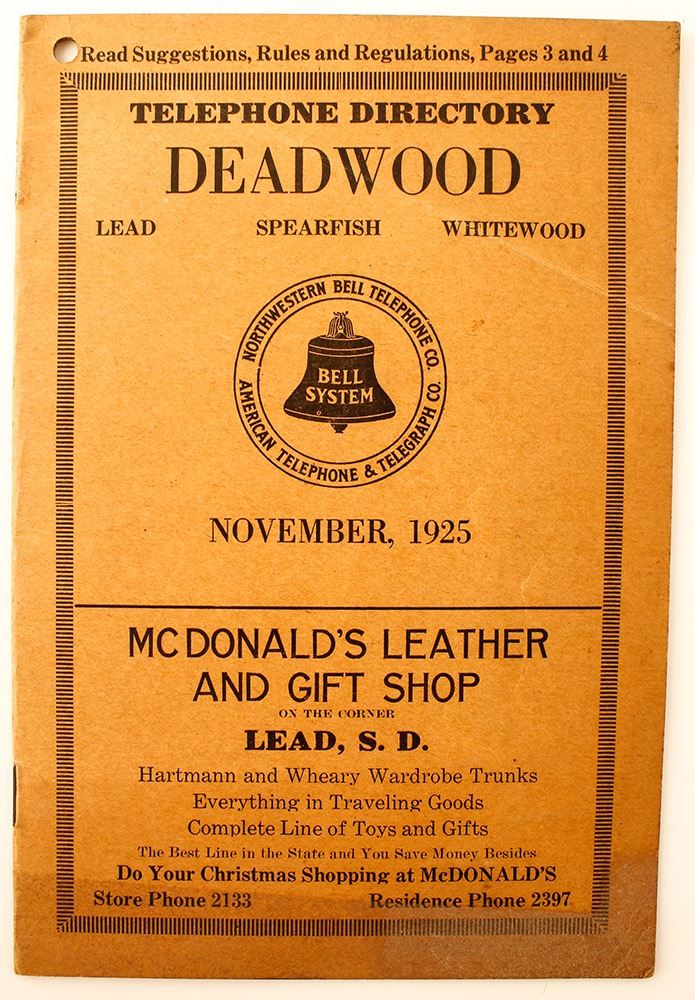 Read Suggestions, Rules and Regulations, Pages 3 and 4
TELEPHONE DIRECTORY
DEADWOOD
LEAD SPEARFISH WHITEWOOD
NORTHWESTERN BELL TELEPHONE CO.
BELL
SYSTEM
AMERICAN TELEPHONE & TELEGRAPH CO.
NOVEMBER, 1925
MCDONALD'S LEATHER
AND GIFT SHOP
ON THE CORNER
LEAD, S. D.
Hartmann and Wheary Wardrobe Trunks
Everything in Traveling Goods
Complete Line of Toys and Gifts
The Best Line in the State and You Save Money Besides
Do Your Christmas Shopping at McDONALD'S
Store Phone 2133 Residence Phone 2397